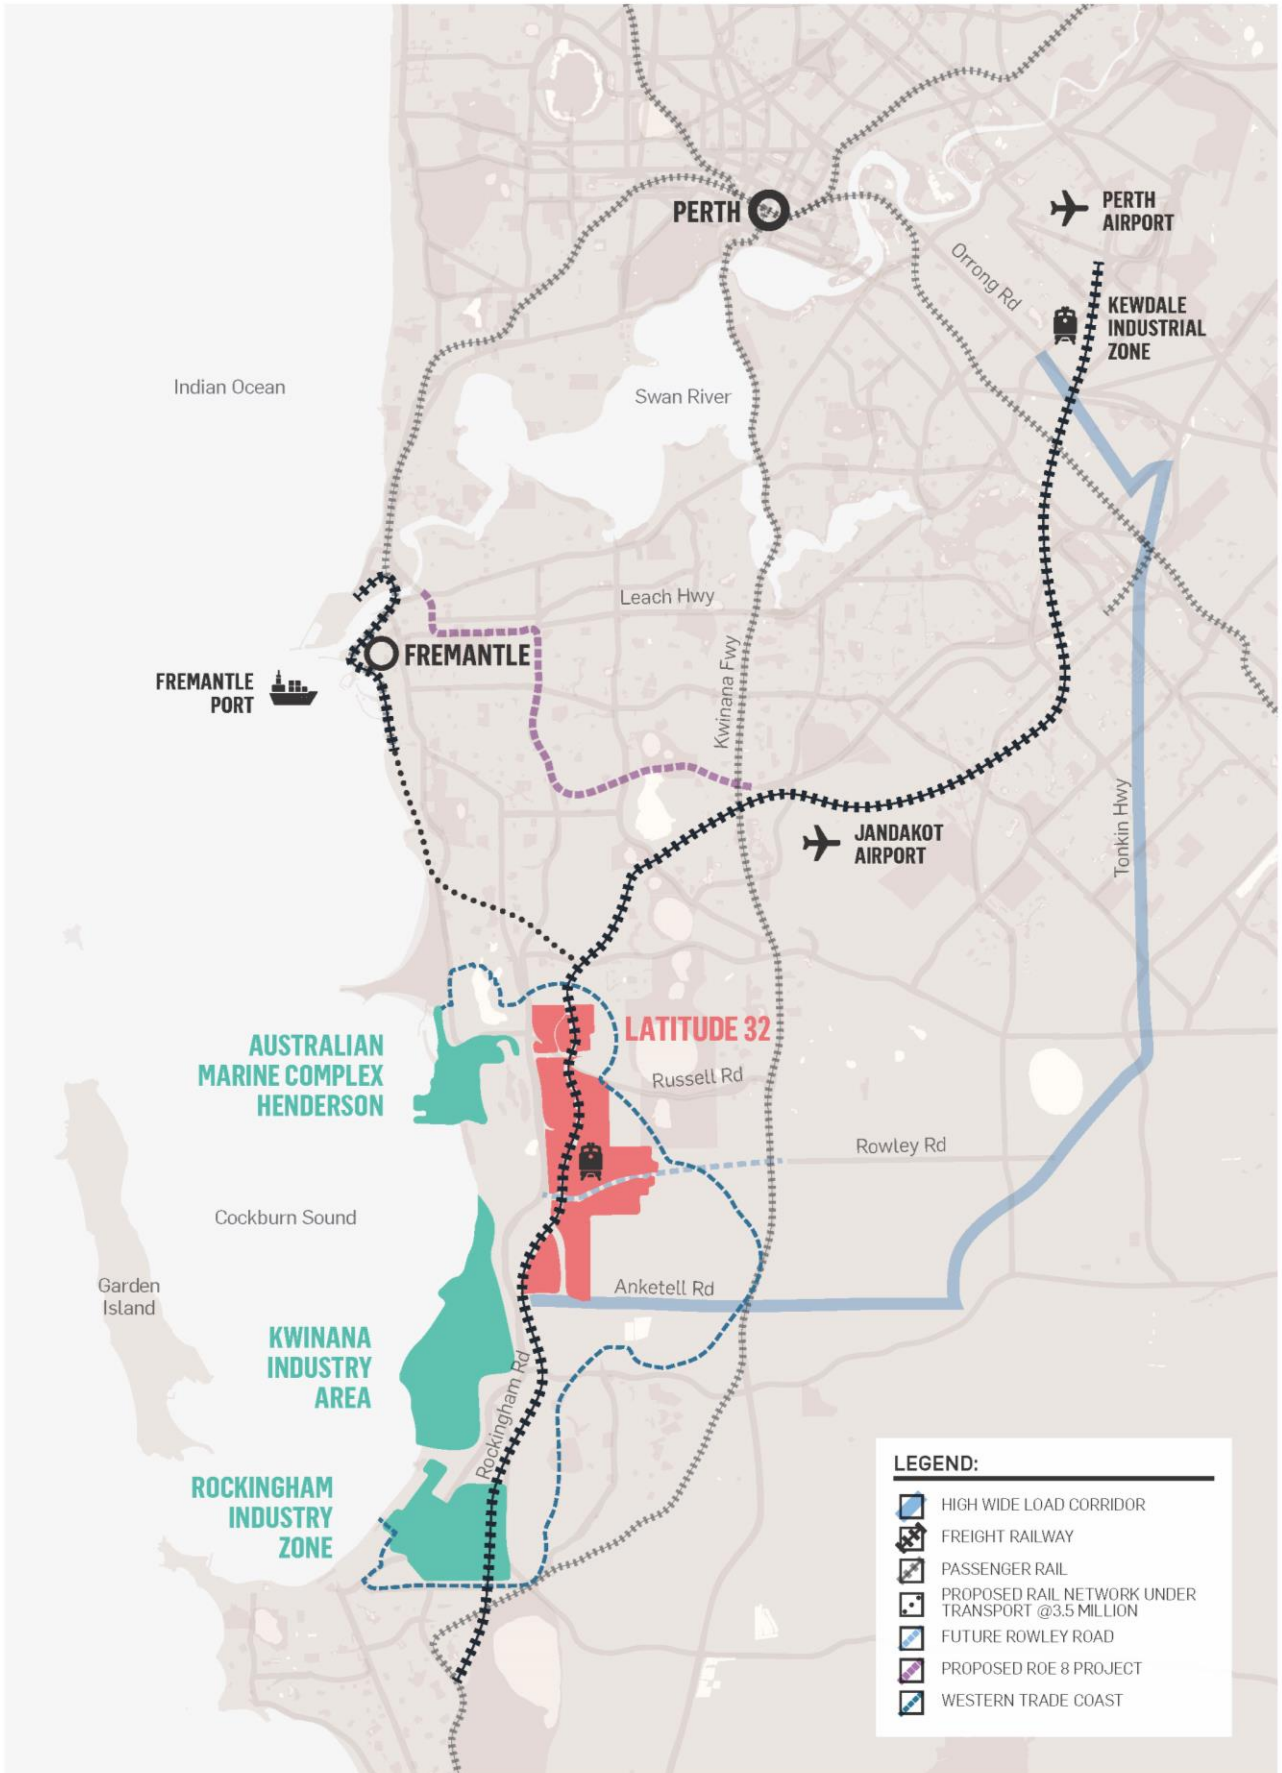 PERTH
PERTH
AIRPORT
Orrong Rd
KEWDALE
INDUSTRIAL
ZONE
Indian Ocean
Swan River
Leach Hwy
FREMANTLE
FREMANTLE
PORT
Kwinana Fwy
Tonkin Hwy
JANDAKOT
AIRPORT
LATITUDE 32
AUSTRALIAN
MARINE COMPLEX
HENDERSON
Russell Rd
Rowley Rd
Cockburn Sound
Garden
Island
Anketell Rd
KWINANA
INDUSTRY
AREA
Rockingham Rd
ROCKINGHAM
INDUSTRY
ZONE
LEGEND:
HIGH WIDE LOAD CORRIDOR
FREIGHT RAILWAY
PASSENGER RAIL
PROPOSED RAIL NETWORK UNDER
TRANSPORT @3.5 MILLION
FUTURE ROWLEY ROAD
PROPOSED ROE 8 PROJECT
WESTERN TRADE COAST